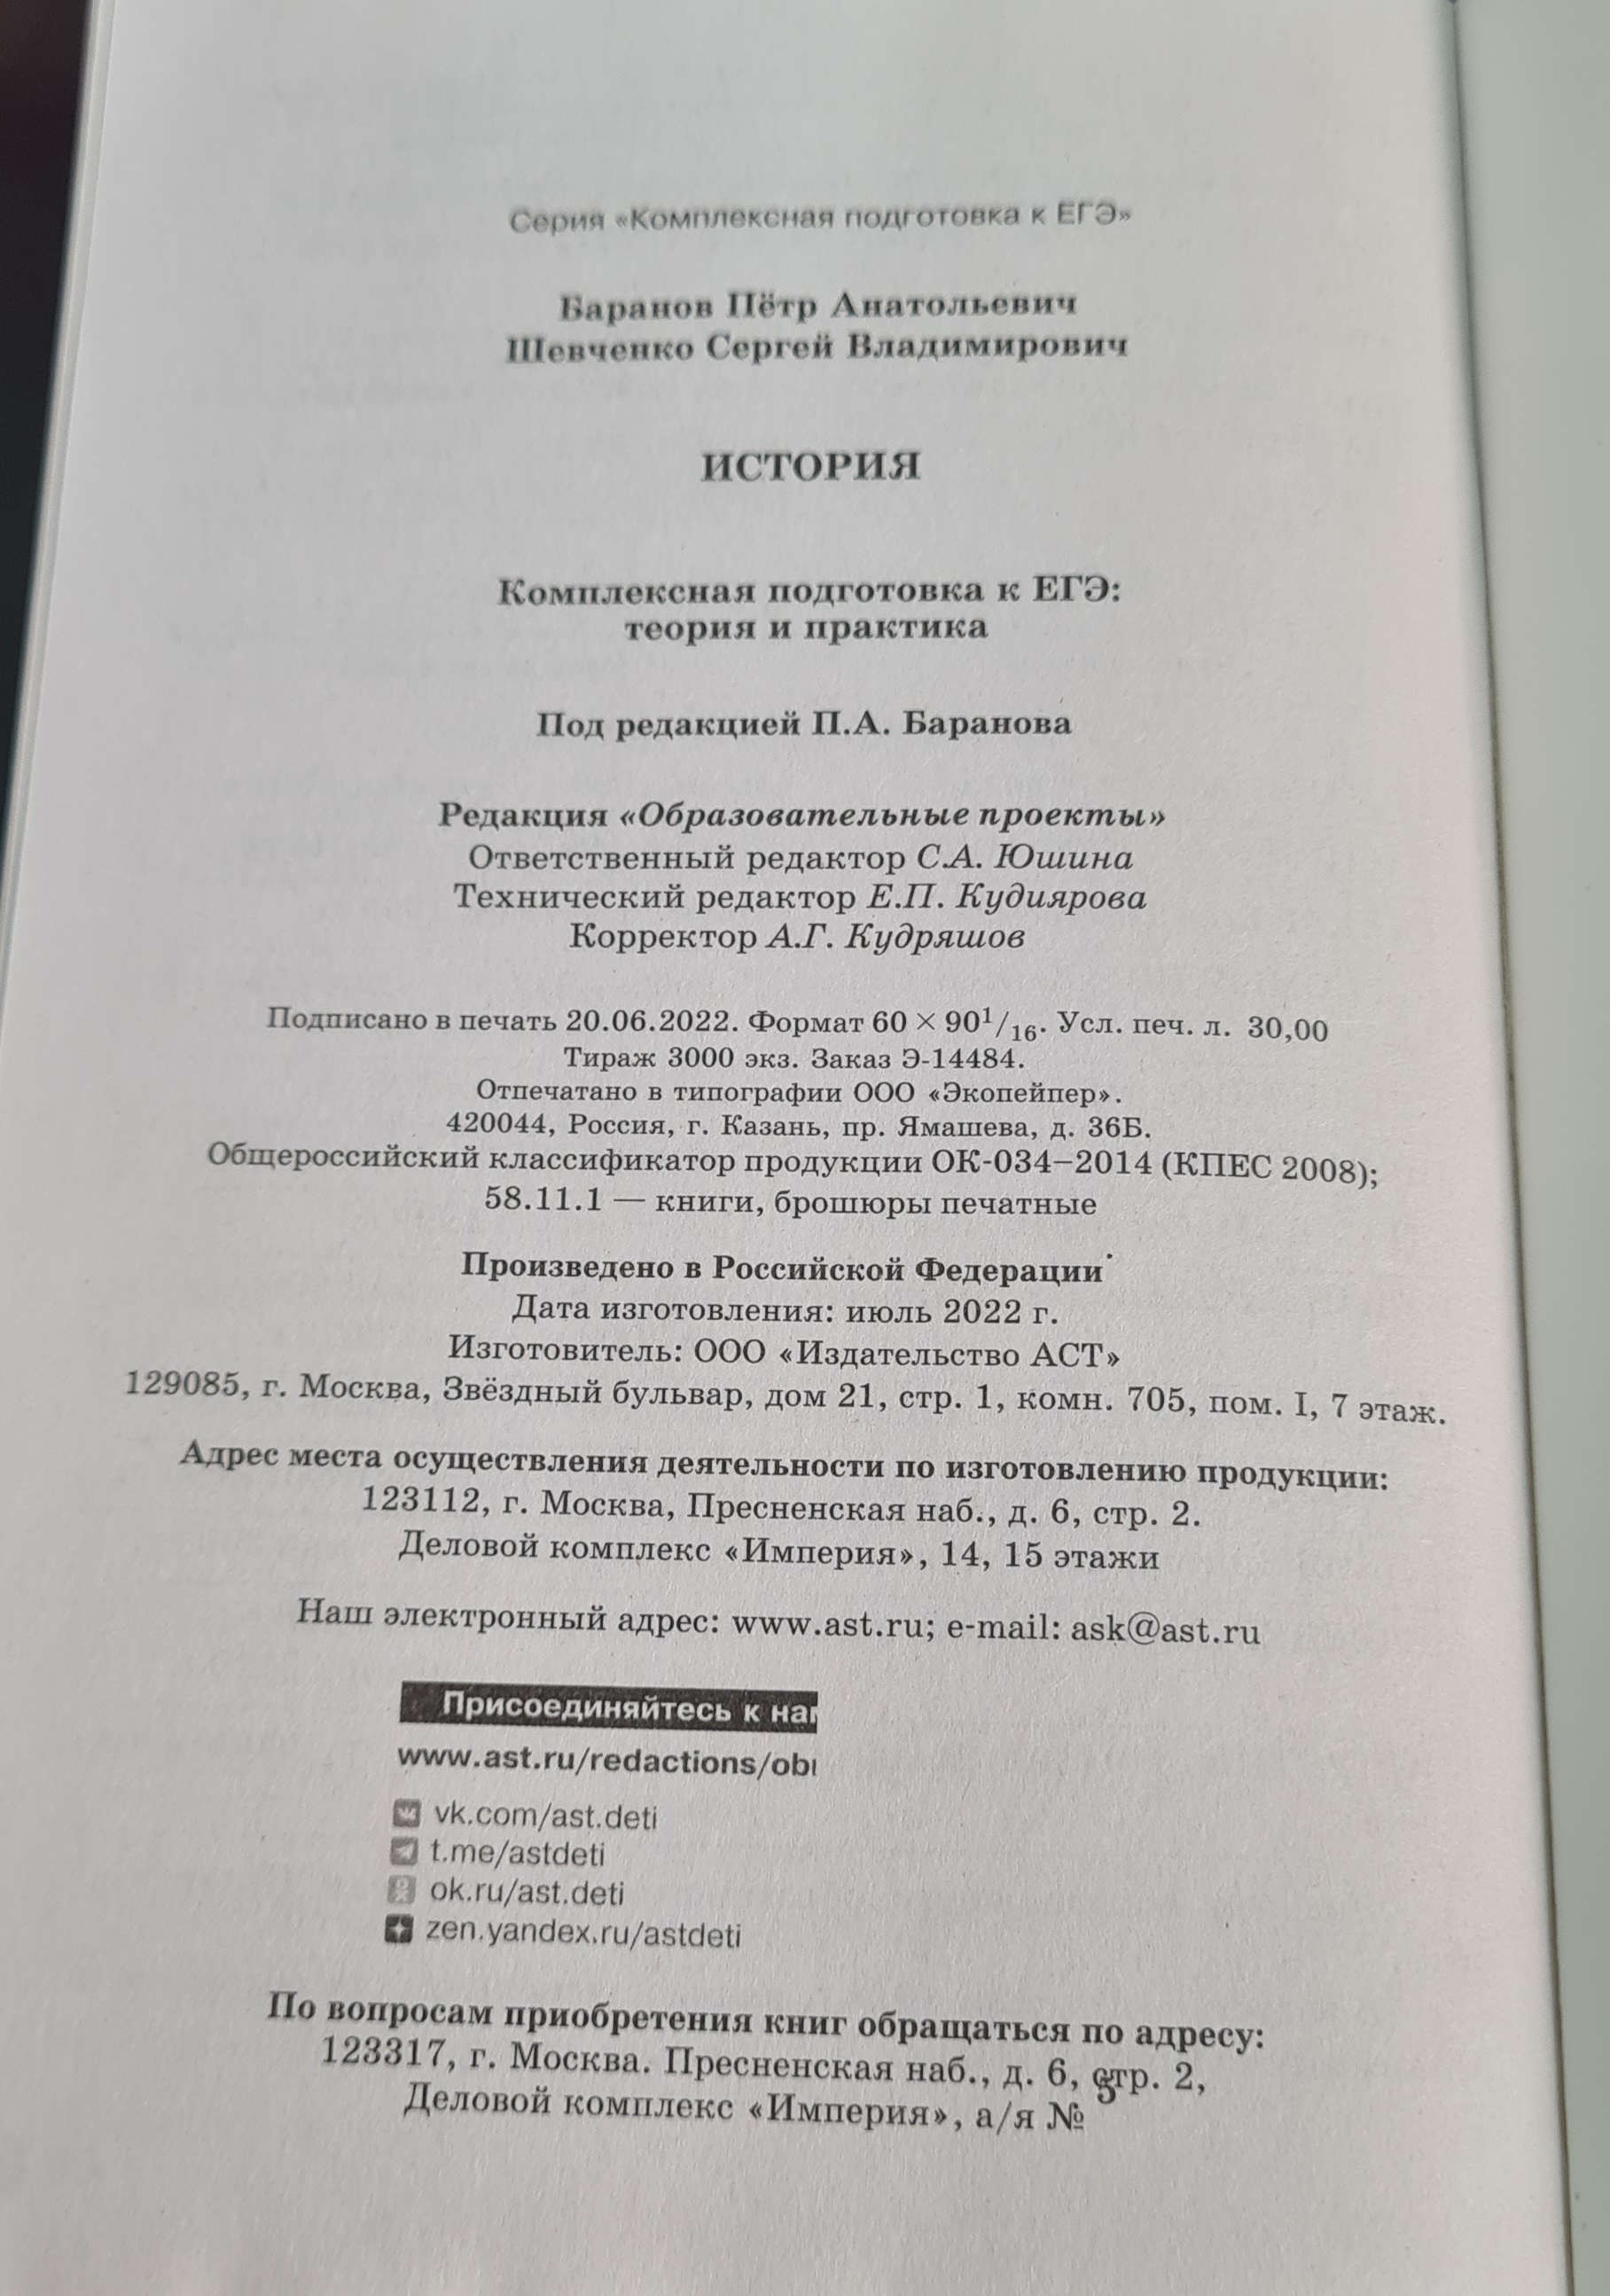 Серия «Комплексная подготовка к ЕГЭ»
Баранов Пётр Анатольевич
Шевченко Сергей Владимирович
ИСТОРИЯ
Комплексная подготовка к ЕГЭ:
теория и практика
Под редакцией П.А. Баранова
Редакция «Образовательные проекты»
Ответственный редактор С.А. Юшина
Технический редактор Е.П. Кудиярова
Корректор А.Г. Кудряшов
Подписано в печать 20.06.2022. Формат 60 × 90¹/₁₆. Усл. печ. л. 30,00
Тираж 3000 экз. Заказ Э-14484.
Отпечатано в типографии ООО «Экопейпер».
420044, Россия, г. Казань, пр. Ямашева, д. 36Б.
Общероссийский классификатор продукции ОК-034–2014 (КПЕС 2008);
58.11.1 — книги, брошюры печатные
Произведено в Российской Федерации
Дата изготовления: июль 2022 г.
Изготовитель: ООО «Издательство АСТ»
129085, г. Москва, Звёздный бульвар, дом 21, стр. 1, комн. 705, пом. I, 7 этаж.
Адрес места осуществления деятельности по изготовлению продукции:
123112, г. Москва, Пресненская наб., д. 6, стр. 2.
Деловой комплекс «Империя», 14, 15 этажи
Наш электронный адрес: www.ast.ru; e-mail: ask@ast.ru
Присоединяйтесь к
www.ast.ru/redactions/ob
vk.com/ast.deti
t.me/astdeti
ok.ru/ast.deti
zen.yandex.ru/astdeti
По вопросам приобретения книг обращаться по адресу:
123317, г. Москва. Пресненская наб., д. 6, стр. 2,
Деловой комплекс «Империя», а/я № 5